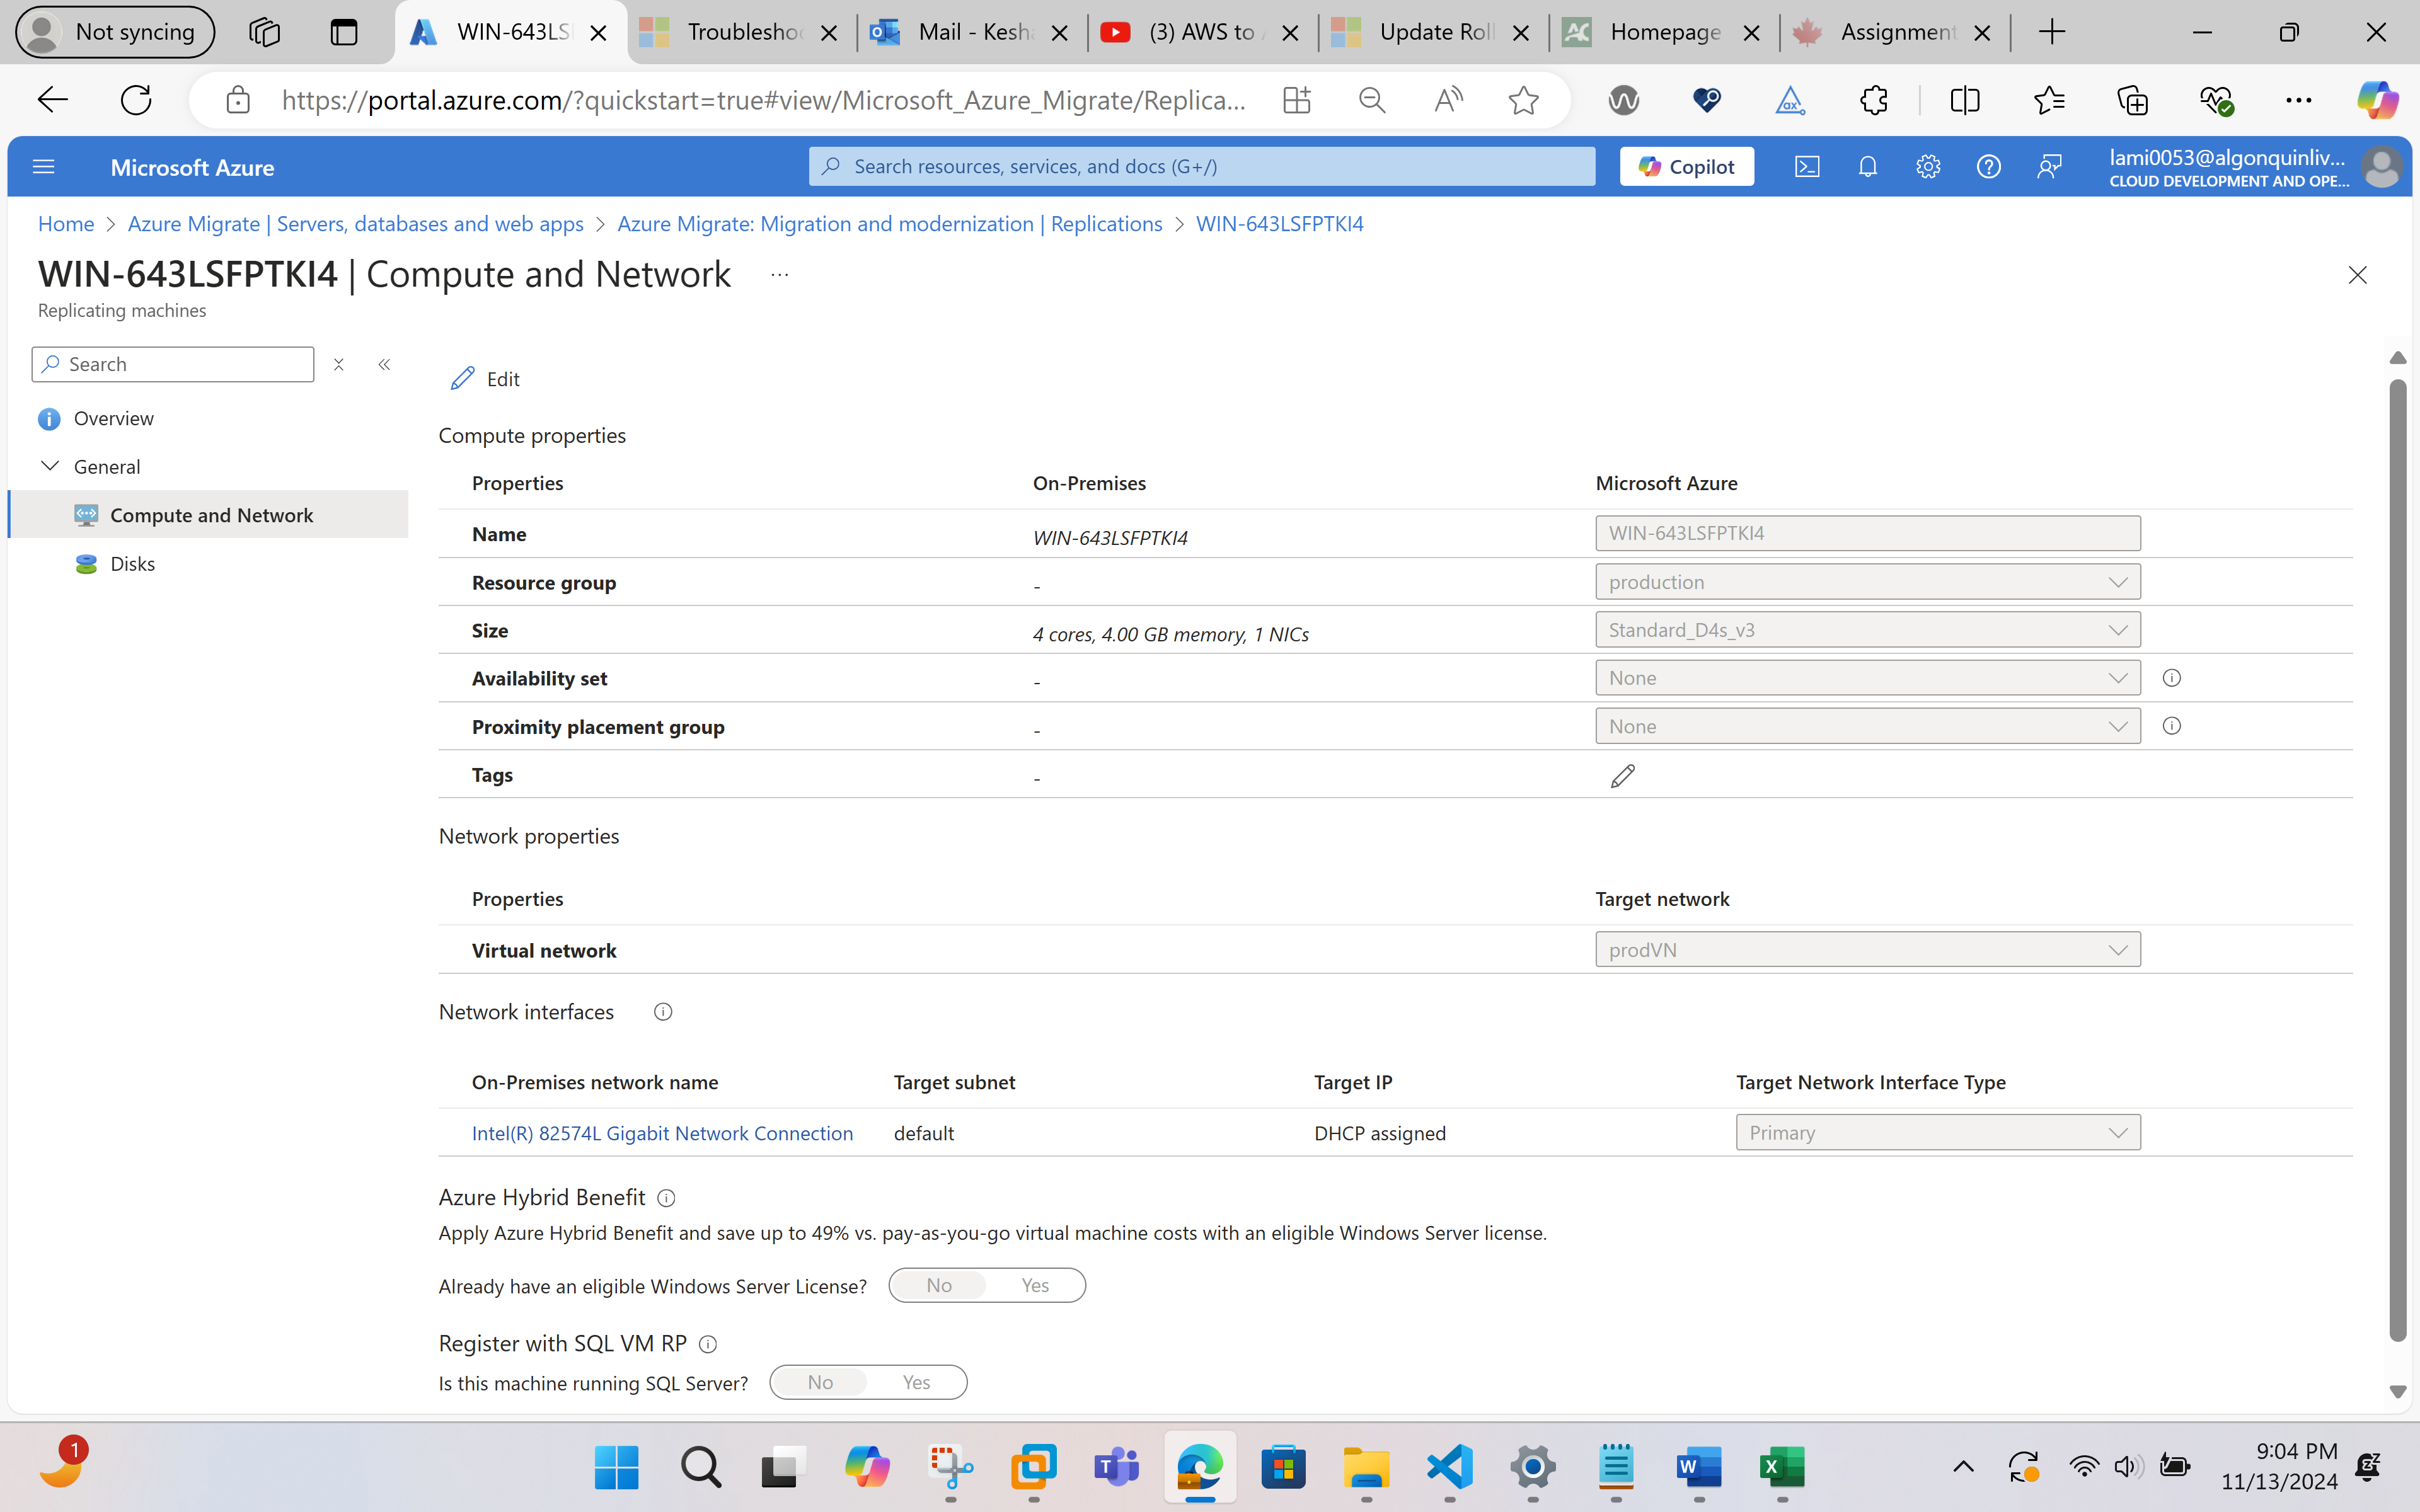 Not syncing
WIN-643LS
Troubleshoo
Mail - Kesha
(3) AWS to
Update Roll
Homepage
Assignment
https://portal.azure.com/?quickstart=true#view/Microsoft_Azure_Migrate/Replica...
Microsoft Azure
Search resources, services, and docs (G+/)
Copilot
lami0053@algonquinliv...
CLOUD DEVELOPMENT AND OPE...
Home > Azure Migrate | Servers, databases and web apps > Azure Migrate: Migration and modernization | Replications > WIN-643LSFPTKI4
WIN-643LSFPTKI4 | Compute and Network ...
Replicating machines
Search
Overview
General
Compute and Network
Disks
Edit
Compute properties
Properties On-Premises Microsoft Azure
Name WIN-643LSFPTKI4 WIN-643LSFPTKI4
Resource group - production
Size 4 cores, 4.00 GB memory, 1 NICs Standard_D4s_v3
Availability set - None
Proximity placement group - None
Tags -
Network properties
Properties Target network
Virtual network prodVN
Network interfaces
On-Premises network name Target subnet Target IP Target Network Interface Type
Intel(R) 82574L Gigabit Network Connection default DHCP assigned Primary
Azure Hybrid Benefit
Apply Azure Hybrid Benefit and save up to 49% vs. pay-as-you-go virtual machine costs with an eligible Windows Server license.
Already have an eligible Windows Server License? No Yes
Register with SQL VM RP
Is this machine running SQL Server? No Yes
1
9:04 PM
11/13/2024